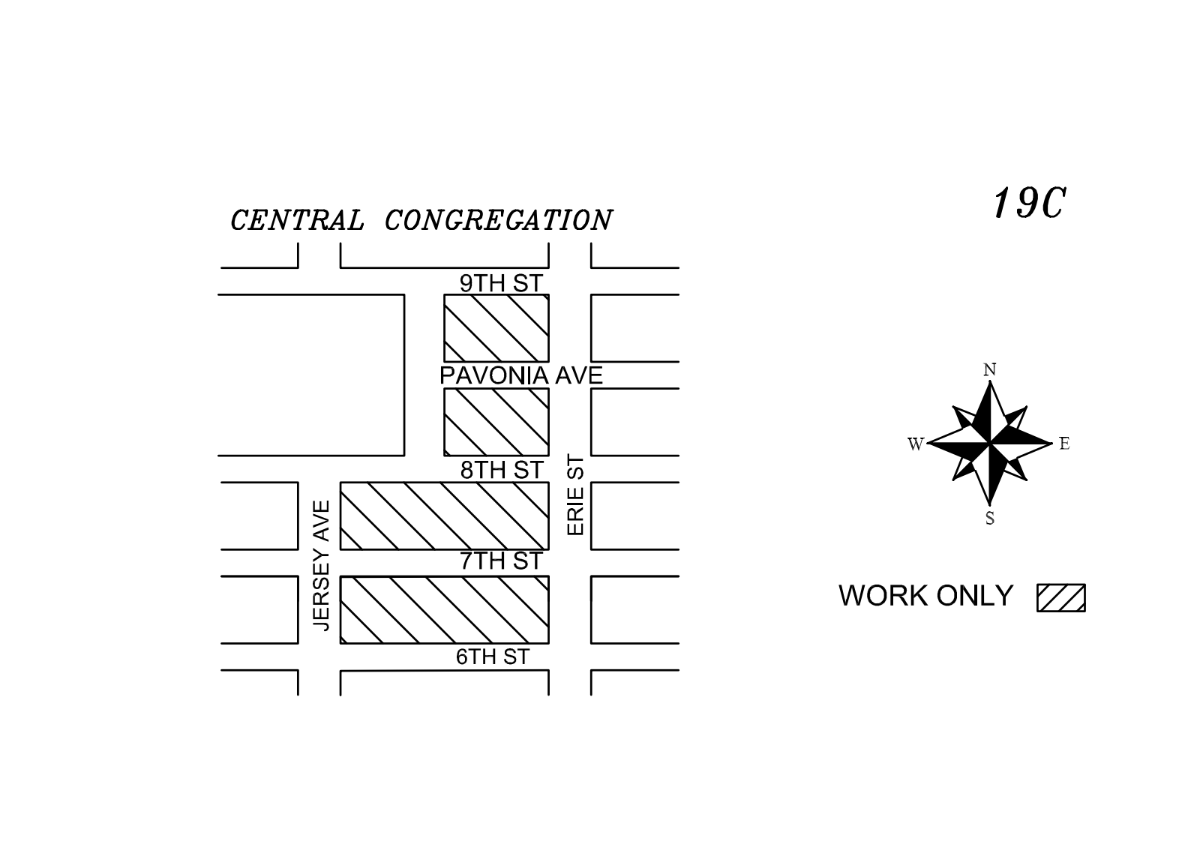 19C
CENTRAL CONGREGATION
9TH ST
PAVONIA AVE
8TH ST
ERIE ST
JERSEY AVE
7TH ST
6TH ST
N
W
E
S
WORK ONLY